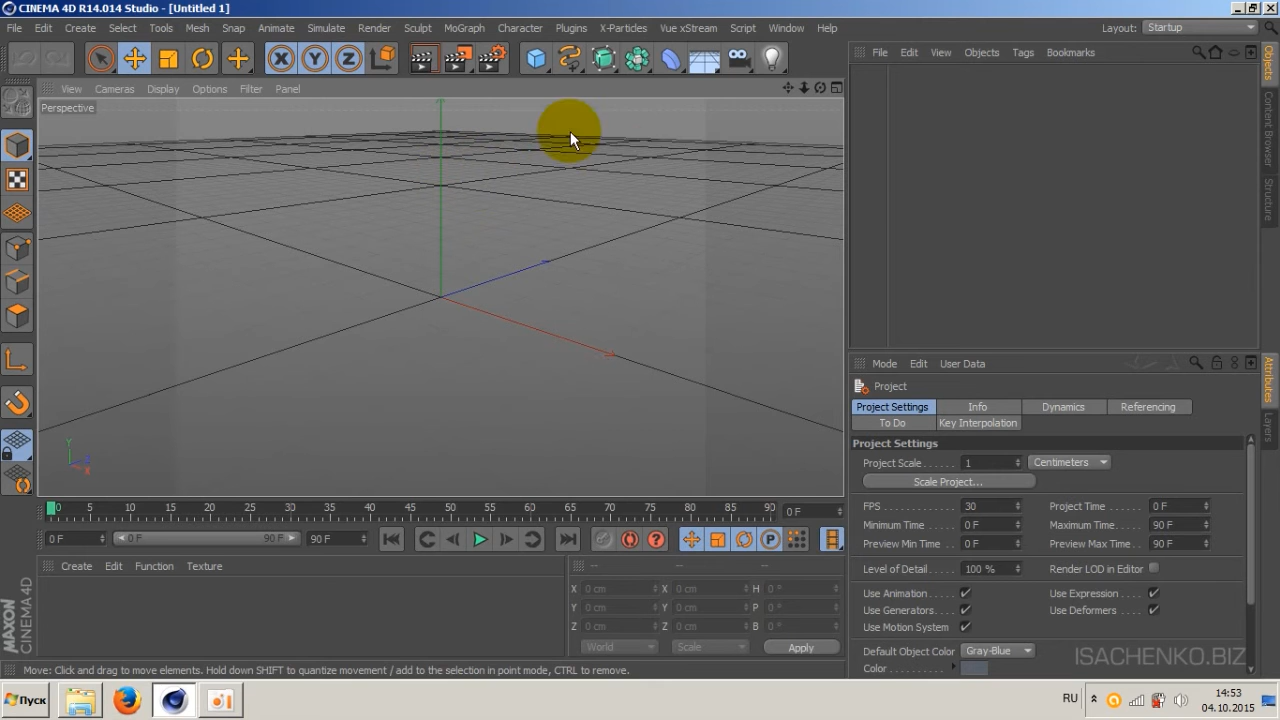 CINEMA 4D R14.014 Studio - [Untitled 1]
File Edit Create Select Tools Mesh Snap Animate Simulate Render Sculpt MoGraph Character Plugins X-Particles Vue xStream Script Window Help Layout: Startup
X Y Z File Edit View Objects Tags Bookmarks
View Cameras Display Options Filter Panel
Perspective
Objects
Content Browser
Structure
Mode Edit User Data
Attributes
Layers
Project
Project Settings Info Dynamics Referencing
To Do Key Interpolation
Project Settings
Project Scale . . . . . . 1 Centimeters
Scale Project...
FPS 30 Project Time 0 F
Minimum Time 0 F Maximum Time 90 F
Preview Min Time 0 F Preview Max Time 90 F
Level of Detail 100 % Render LOD in Editor
Use Animation Use Expression
Use Generators Use Deformers
Use Motion System
Default Object Color Gray-Blue
Color
Y Z X
0 5 10 15 20 25 30 35 40 45 50 55 60 65 70 75 80 85 90 0 F
0 F 0 F 90 F 90 F P
Create Edit Function Texture
-- -- --
X 0 cm X 0 cm H 0 °
Y 0 cm Y 0 cm P 0 °
Z 0 cm Z 0 cm B 0 °
World Scale Apply
MAXON CINEMA 4D
Move: Click and drag to move elements. Hold down SHIFT to quantize movement / add to the selection in point mode, CTRL to remove.
ISACHENKO.BIZ
Пуск RU 14:53
04.10.2015